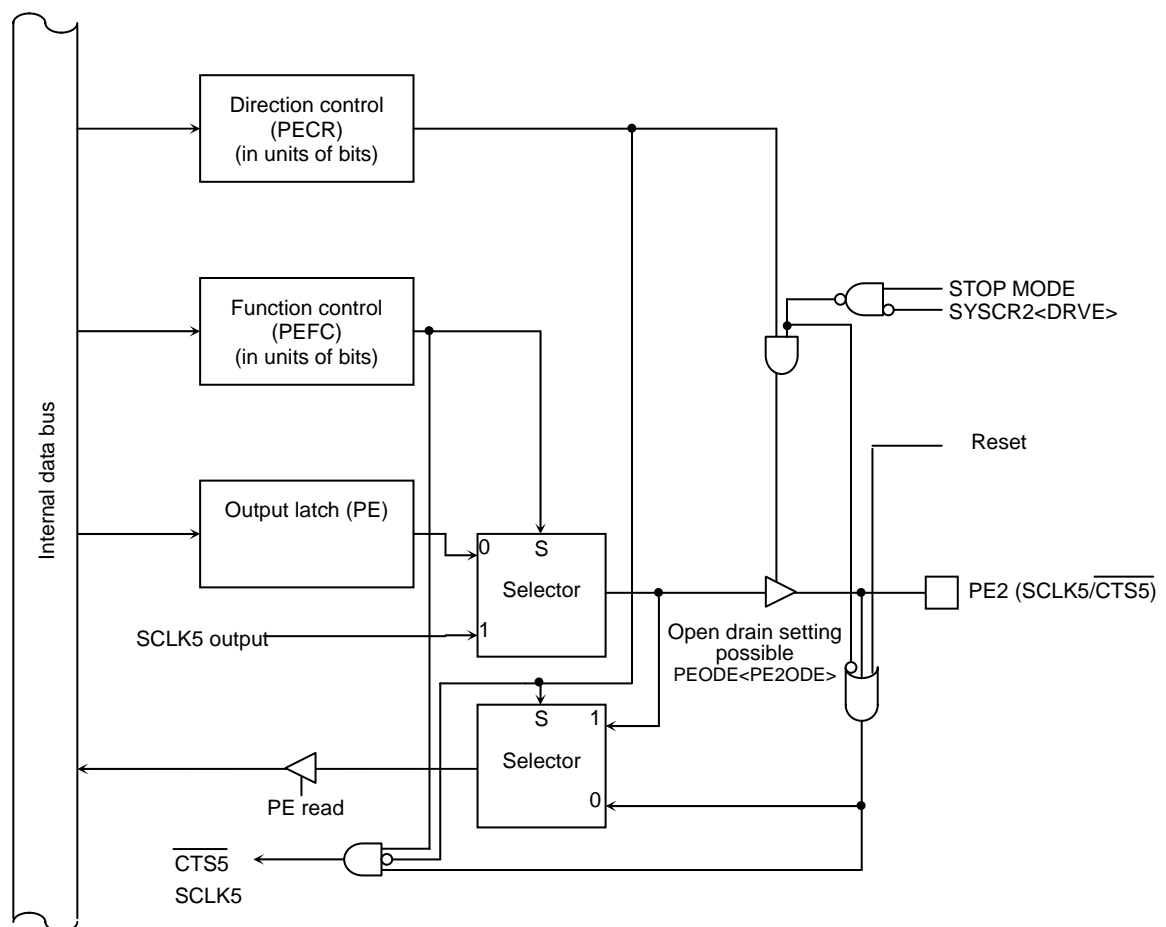 Direction control
(PECR)
(in units of bits)
Function control
(PEFC)
(in units of bits)
STOP MODE
SYSCR2<DRVE>
Internal data bus
Reset
Output latch (PE)
0
S
Selector
1
SCLK5 output
PE2 (SCLK5/CTS5)
Open drain setting
possible
PEODE<PE2ODE>
S
1
Selector
0
PE read
CTS5
SCLK5